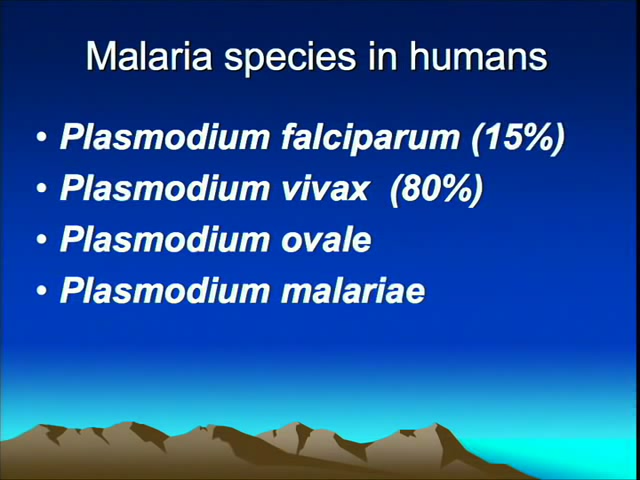 Malaria species in humans
• Plasmodium falciparum (15%)
• Plasmodium vivax (80%)
• Plasmodium ovale
• Plasmodium malariae